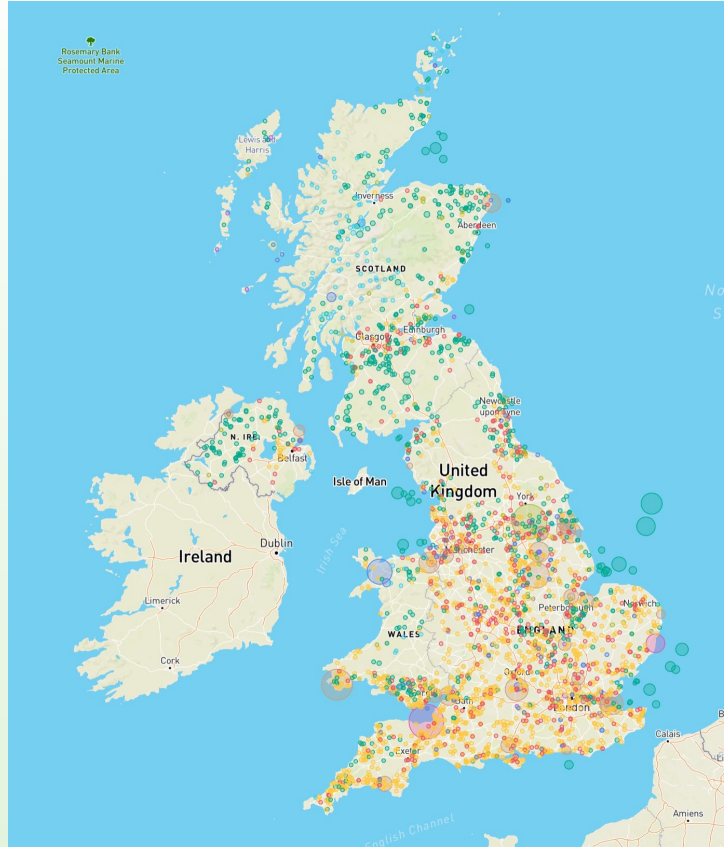 Rosemary Bank
Seamount Marine
Protected Area
Lewis and
Harris
Inverness
Aberdeen
SCOTLAND
Glasgow
Edinburgh
No
S
Newcastle
upon Tyne
N. IRE.
Belfast
Isle of Man
United
Kingdom
York
Irish Sea
Dublin
Ireland
Manchester
Limerick
Peterborough
Norwich
WALES
ENGLAND
Cork
Oxford
Bath
London
Exeter
Calais
B
Amiens
English Channel